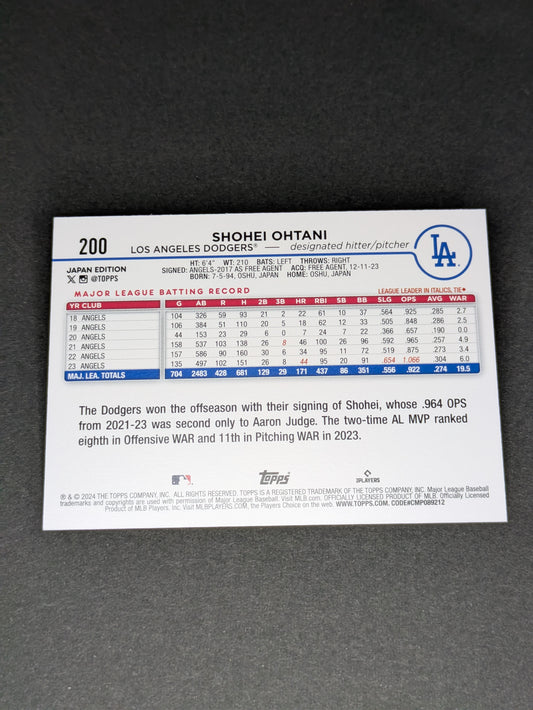 200
SHOHEI OHTANI
LOS ANGELES DODGERS® — designated hitter/pitcher
LA
JAPAN EDITION
@TOPPS
HT: 6'4" WT: 210 BATS: LEFT THROWS: RIGHT
SIGNED: ANGELS-2017 AS FREE AGENT ACQ: FREE AGENT, 12-11-23
BORN: 7-5-94, OSHU, JAPAN HOME: OSHU, JAPAN
MAJOR LEAGUE BATTING RECORD LEAGUE LEADER IN ITALICS, TIE♦
YR CLUB G AB R H 2B 3B HR RBI SB BB SLG OPS AVG WAR
18 ANGELS 104 326 59 93 21 2 22 61 10 37 .564 .925 .285 2.7
19 ANGELS 106 384 51 110 20 5 18 62 12 33 .505 .848 .286 2.5
20 ANGELS 44 153 23 29 6 0 7 24 7 22 .366 .657 .190 0.0
21 ANGELS 158 537 103 138 26 8 46 100 26 96 .592 .965 .257 4.9
22 ANGELS 157 586 90 160 30 6 34 95 11 72 .519 .875 .273 3.4
23 ANGELS 135 497 102 151 26 8 44 95 20 91 .654 1.066 .304 6.0
MAJ. LEA. TOTALS 704 2483 428 681 129 29 171 437 86 351 .556 .922 .274 19.5
The Dodgers won the offseason with their signing of Shohei, whose .964 OPS
from 2021-23 was second only to Aaron Judge. The two-time AL MVP ranked
eighth in Offensive WAR and 11th in Pitching WAR in 2023.
Topps
PLAYERS
® & © 2024 THE TOPPS COMPANY, INC. ALL RIGHTS RESERVED. TOPPS IS A REGISTERED TRADEMARK OF THE TOPPS COMPANY, INC. Major League Baseball
trademarks and copyrights are used with permission of Major League Baseball. Visit MLB.com. OFFICIALLY LICENSED PRODUCT OF MLB. Officially Licensed
Product of MLB Players, Inc. Visit MLBPLAYERS.COM, the Players Choice on the web. WWW.TOPPS.COM. CODE#CMP089212